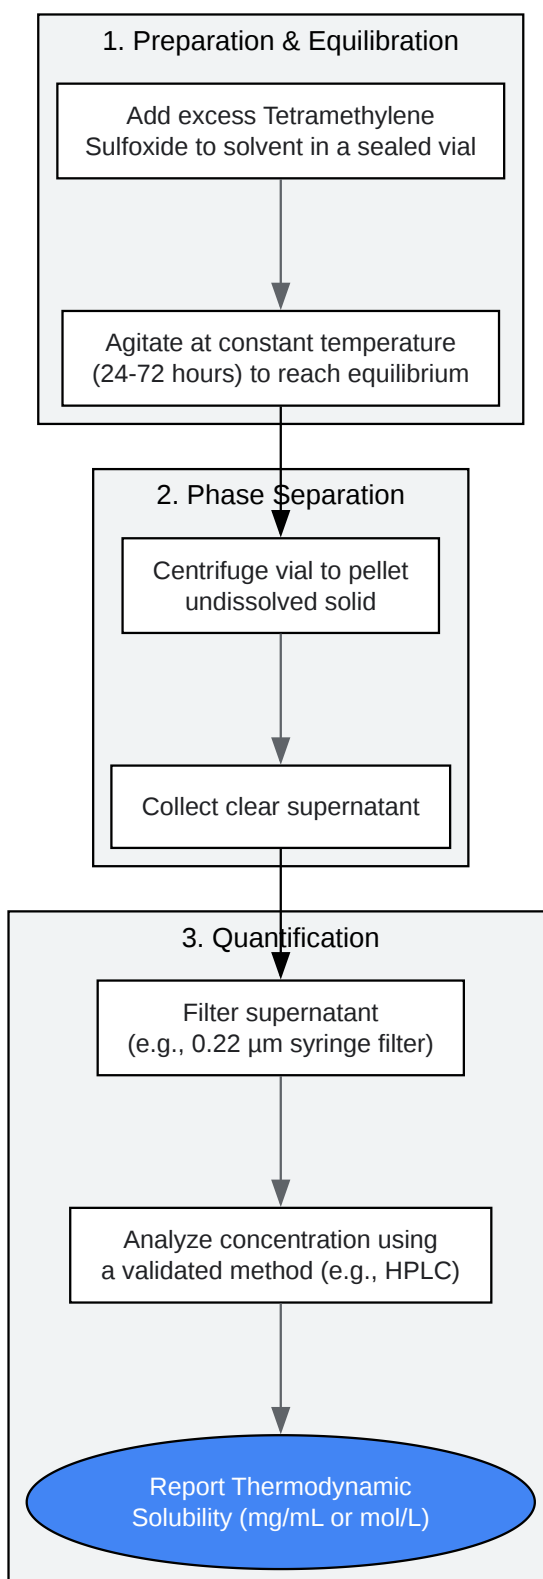 1. Preparation & Equilibration
Add excess Tetramethylene
Sulfoxide to solvent in a sealed vial
Agitate at constant temperature
(24-72 hours) to reach equilibrium
2. Phase Separation
Centrifuge vial to pellet
undissolved solid
Collect clear supernatant
3. Quantification
Filter supernatant
(e.g., 0.22 µm syringe filter)
Analyze concentration using
a validated method (e.g., HPLC)
Report Thermodynamic
Solubility (mg/mL or mol/L)